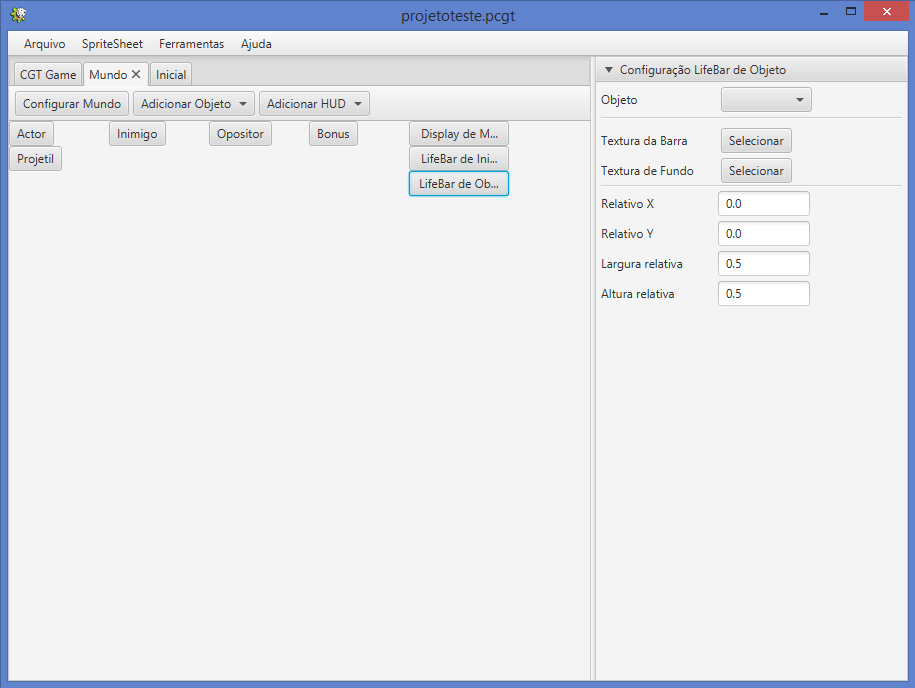 projetoteste.pcgt
Arquivo SpriteSheet Ferramentas Ajuda
CGT Game Mundo Inicial
Configurar Mundo Adicionar Objeto Adicionar HUD
Actor Inimigo Opositor Bonus Display de M...
Projetil LifeBar de Ini...
LifeBar de Ob...
Configuração LifeBar de Objeto
Objeto
Textura da Barra Selecionar
Textura de Fundo Selecionar
Relativo X 0.0
Relativo Y 0.0
Largura relativa 0.5
Altura relativa 0.5